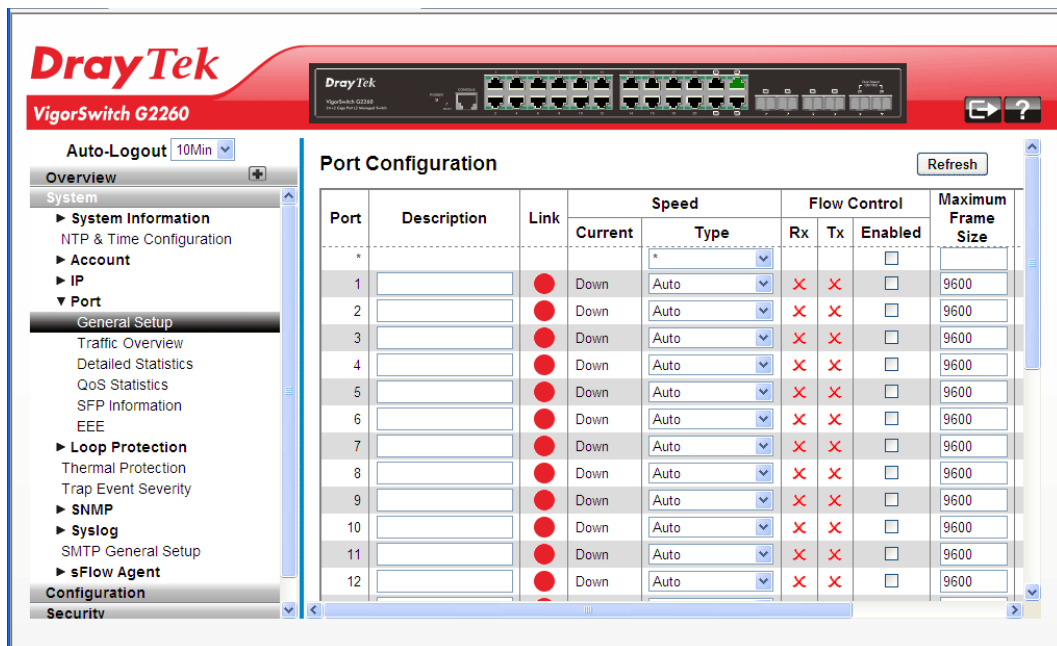 DrayTek
VigorSwitch G2260
DrayTek
VigorSwitch G2260
Auto-Logout 10Min
Overview
System
System Information
NTP & Time Configuration
Account
IP
Port
General Setup
Traffic Overview
Detailed Statistics
QoS Statistics
SFP Information
EEE
Loop Protection
Thermal Protection
Trap Event Severity
SNMP
Syslog
SMTP General Setup
sFlow Agent
Configuration
Security
Port Configuration
Refresh
Port Description Link Speed Flow Control Maximum Frame Size
Current Type Rx Tx Enabled
* *
1 Down Auto x x 9600
2 Down Auto x x 9600
3 Down Auto x x 9600
4 Down Auto x x 9600
5 Down Auto x x 9600
6 Down Auto x x 9600
7 Down Auto x x 9600
8 Down Auto x x 9600
9 Down Auto x x 9600
10 Down Auto x x 9600
11 Down Auto x x 9600
12 Down Auto x x 9600